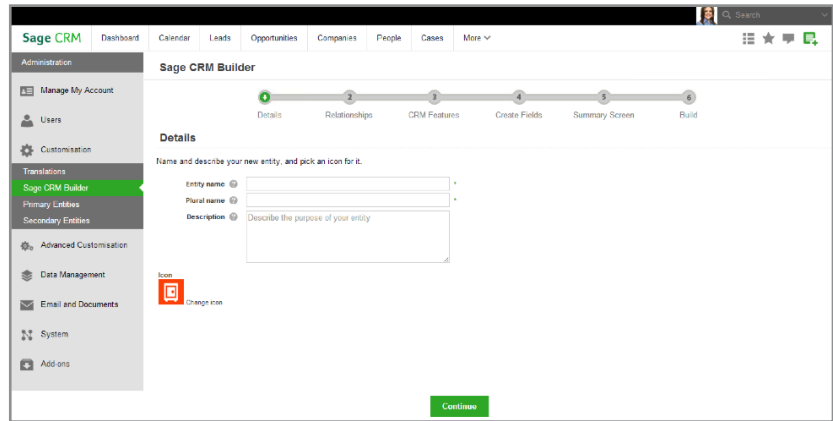 Search
Sage CRM Dashboard Calendar Leads Opportunities Companies People Cases More
Administration
Sage CRM Builder
Manage My Account
Users
Customisation
Translations
Sage CRM Builder
Primary Entities
Secondary Entities
Advanced Customisation
Data Management
Email and Documents
System
Add-ons
2 3 4 5 6
Details Relationships CRM Features Create Fields Summary Screen Build
Details
Name and describe your new entity, and pick an icon for it.
Entity name ? *
Plural name ? *
Description ? Describe the purpose of your entity
Icon
Change icon
Continue